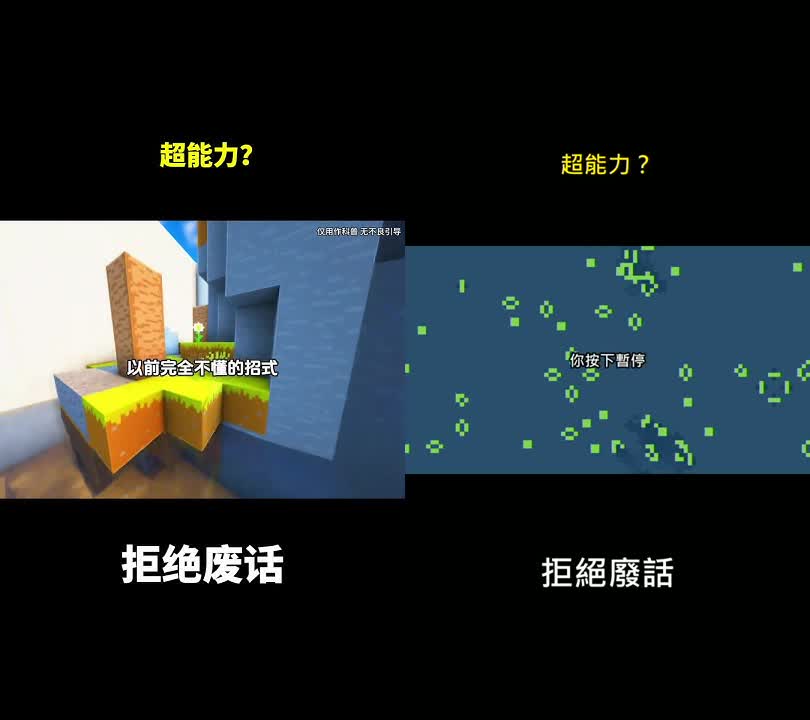 超能力?
仅用作科普 无不良引导
以前完全不懂的招式
拒绝废话
超能力？
你按下暫停
拒絕廢話